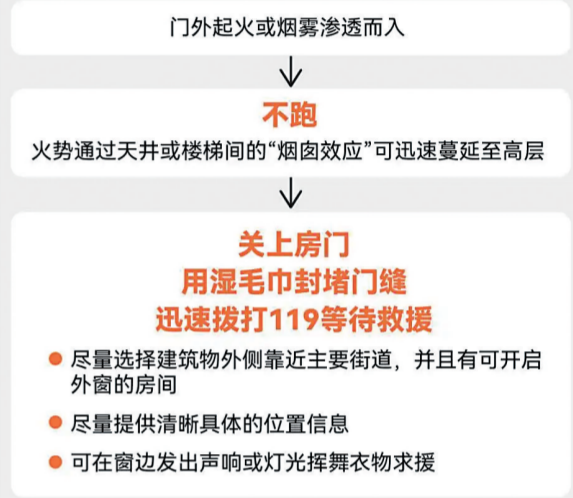 门外起火或烟雾渗透而入
不跑
火势通过天井或楼梯间的“烟囱效应”可迅速蔓延至高层
关上房门
用湿毛巾封堵门缝
迅速拨打119等待救援
尽量选择建筑物外侧靠近主要街道，并且有可开启
外窗的房间
尽量提供清晰具体的位置信息
可在窗边发出声响或灯光挥舞衣物求援